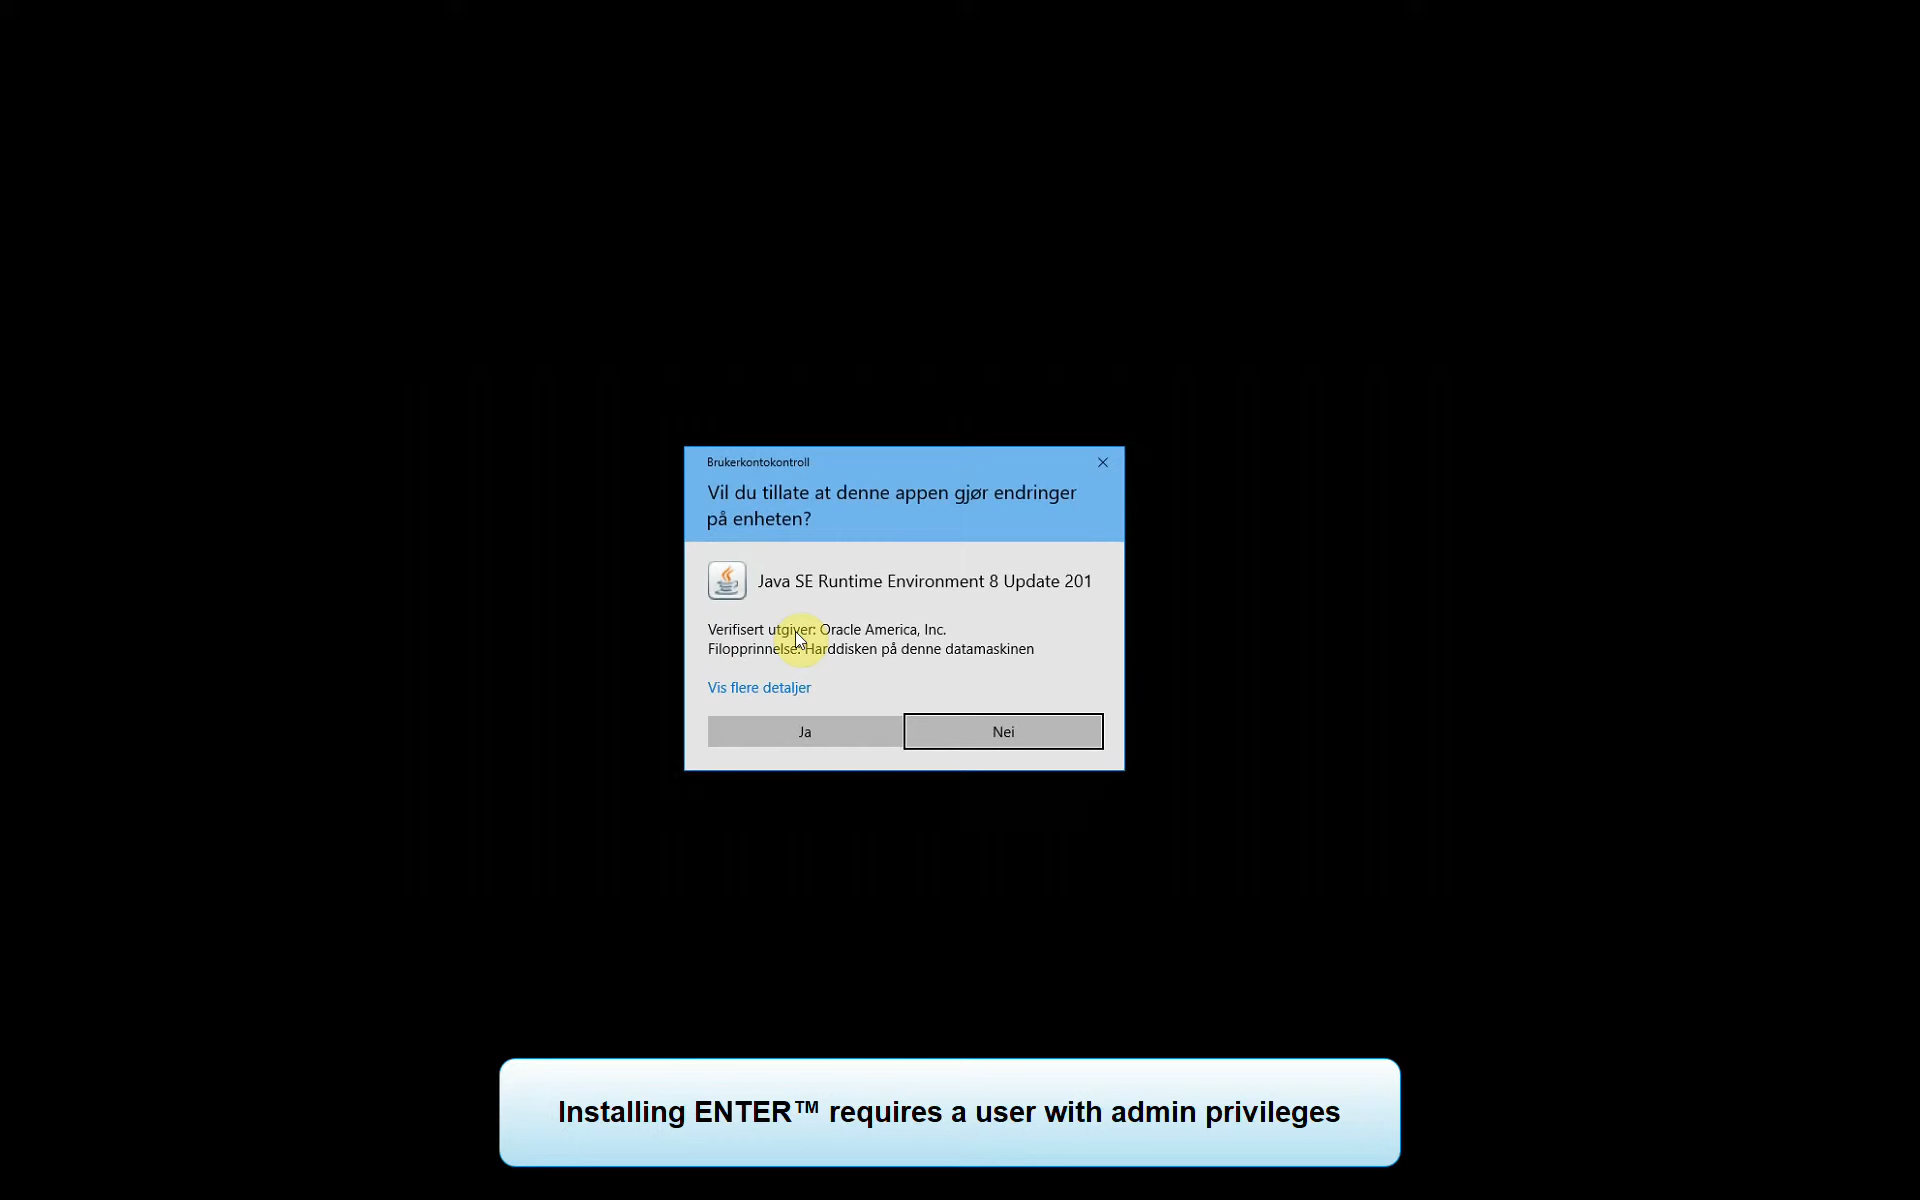 Brukerkontokontroll
Vil du tillate at denne appen gjør endringer
på enheten?
Java SE Runtime Environment 8 Update 201
Verifisert utgiver: Oracle America, Inc.
Filopprinnelse: Harddisken på denne datamaskinen
Vis flere detaljer
Ja
Nei
Installing ENTER™ requires a user with admin privileges